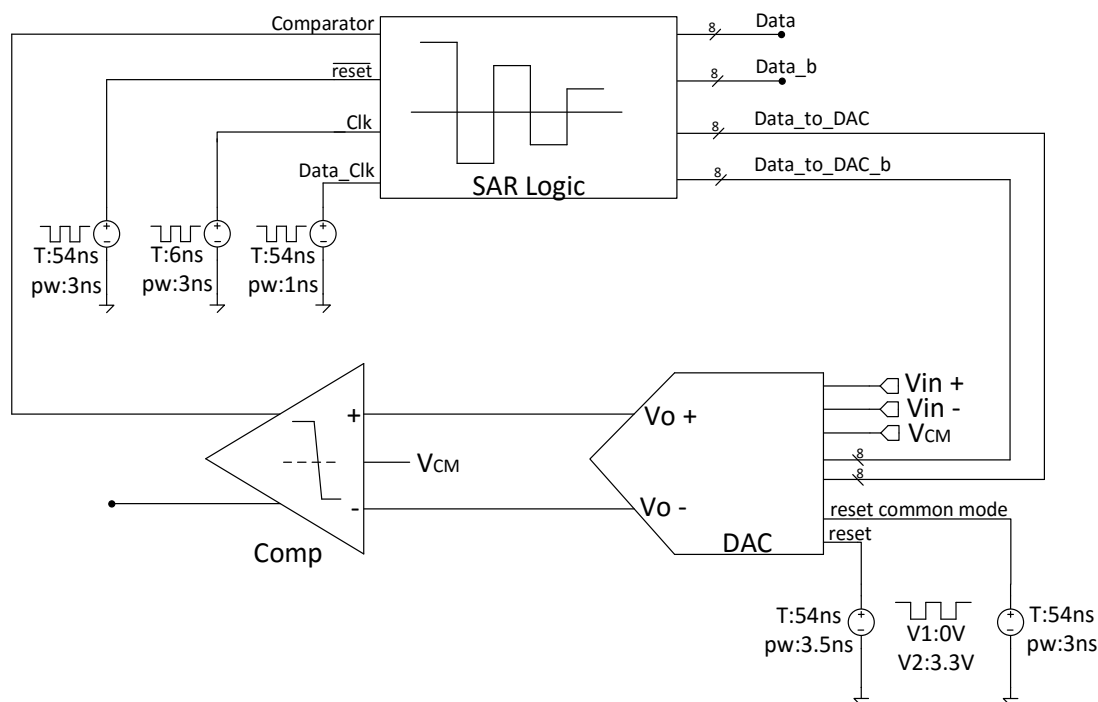 Comparator
reset
Clk
Data_Clk
SAR Logic
8
Data
8
Data_b
8
Data_to_DAC
8
Data_to_DAC_b
T:54ns
pw:3ns
T:6ns
pw:3ns
T:54ns
pw:1ns
+
-
VCM
Comp
Vo +
Vo -
DAC
Vin +
Vin -
VCM
8
8
reset common mode
reset
T:54ns
pw:3.5ns
V1:0V
V2:3.3V
T:54ns
pw:3ns